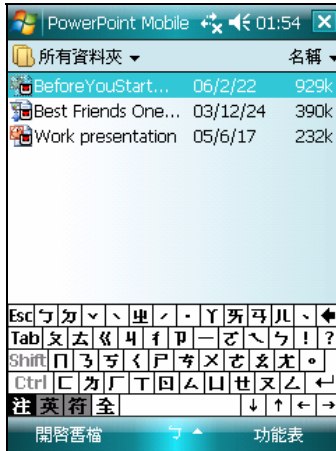 PowerPoint Mobile 01:54
所有資料夾 名稱
BeforeYouStart... 06/2/22 929k
Best Friends One... 03/12/24 390k
Work presentation 05/6/17 232k
Esc ㄅ ㄉ ˇ ˋ ㄓ ˊ ˙ ㄚ ㄞ ㄢ ㄦ 、
Tab ㄆ ㄊ ㄍ ㄐ ㄔ ㄗ ㄧ ㄛ ㄟ ㄣ ! ?
Shift ㄇ ㄋ ㄎ ㄑ ㄕ ㄘ ㄨ ㄜ ㄠ ㄤ 。
Ctrl ㄈ ㄌ ㄏ ㄒ ㄖ ㄙ ㄩ ㄝ ㄡ ㄥ ↵
注 英 符 全 ↓ ↑ ← →
開啓舊檔 ㄅ 功能表